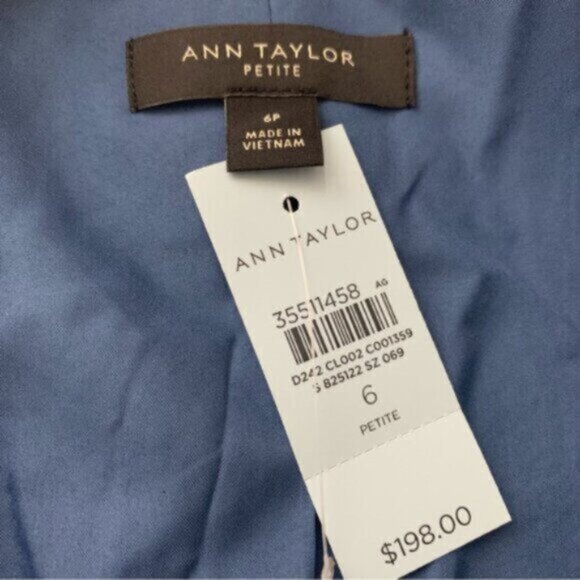 ANN TAYLOR
PETITE
6P
MADE IN
VIETNAM
ANN TAYLOR
35511458 AG
D242 CL002 C001359
825122 SZ 069
6
PETITE
$198.00